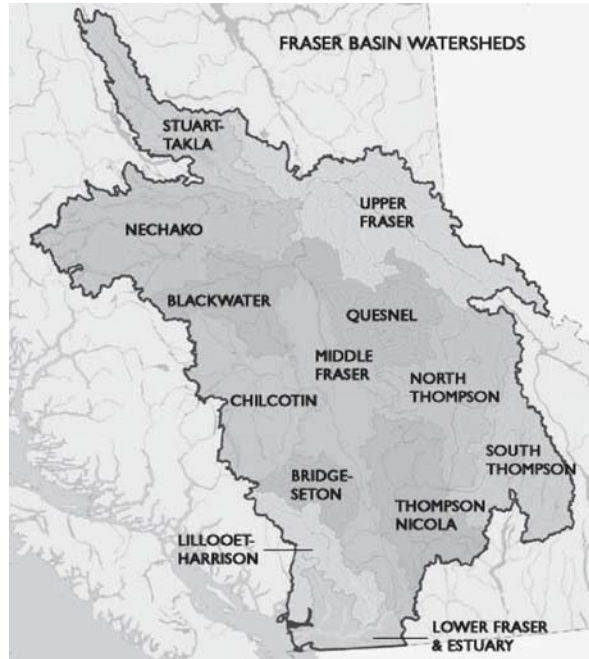 FRASER BASIN WATERSHEDS
STUART-
TAKLA
UPPER
FRASER
NECHAKO
BLACKWATER
QUESNEL
MIDDLE
FRASER
NORTH
THOMPSON
CHILCOTIN
SOUTH
THOMPSON
BRIDGE-
SETON
THOMPSON
NICOLA
LILLOOET-
HARRISON
LOWER FRASER
& ESTUARY